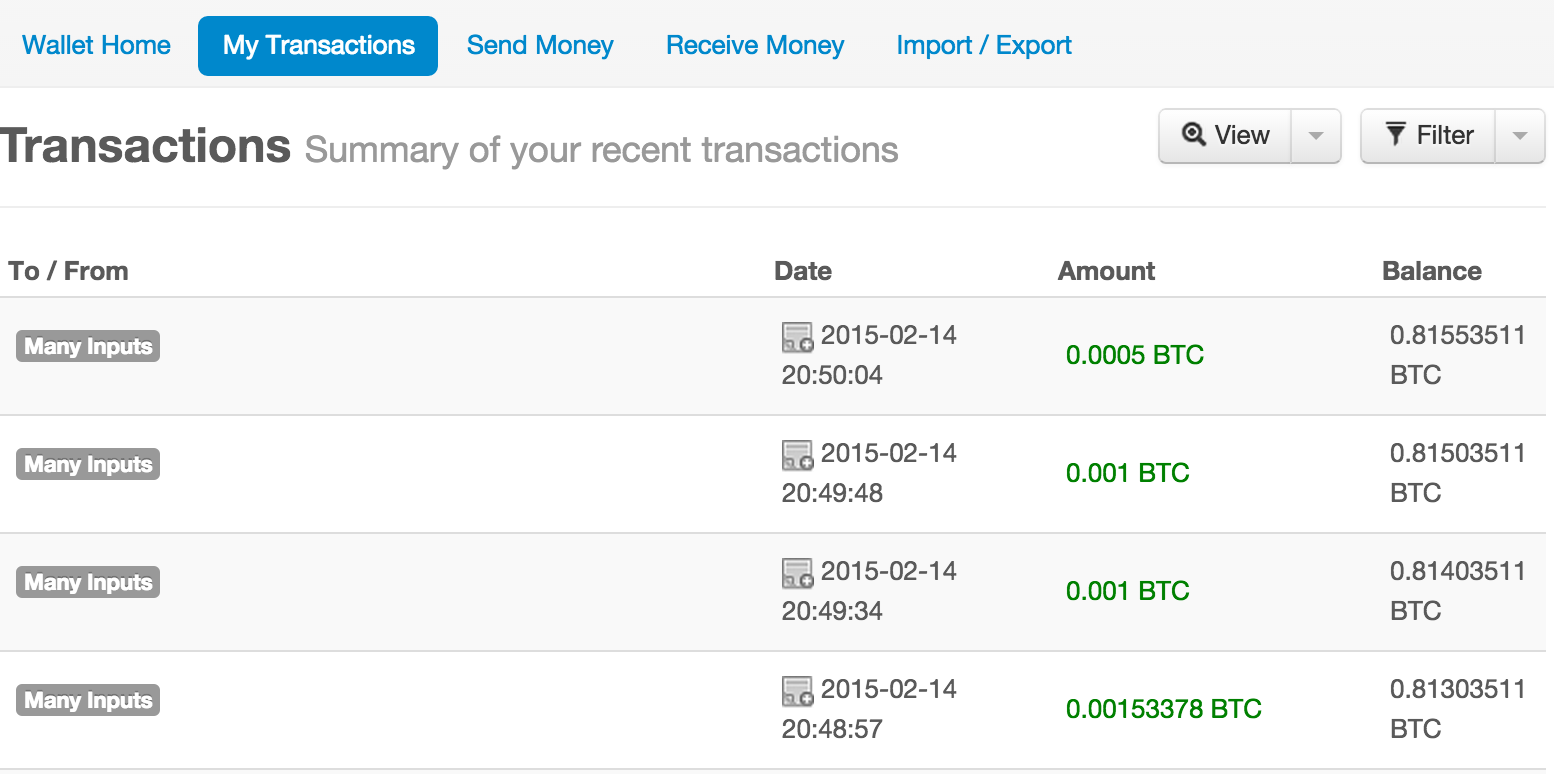 Wallet Home My Transactions Send Money Receive Money Import / Export
Transactions Summary of your recent transactions View Filter
To / From Date Amount Balance
Many Inputs 2015-02-14 0.0005 BTC 0.81553511
20:50:04 BTC
Many Inputs 2015-02-14 0.001 BTC 0.81503511
20:49:48 BTC
Many Inputs 2015-02-14 0.001 BTC 0.81403511
20:49:34 BTC
Many Inputs 2015-02-14 0.00153378 BTC 0.81303511
20:48:57 BTC